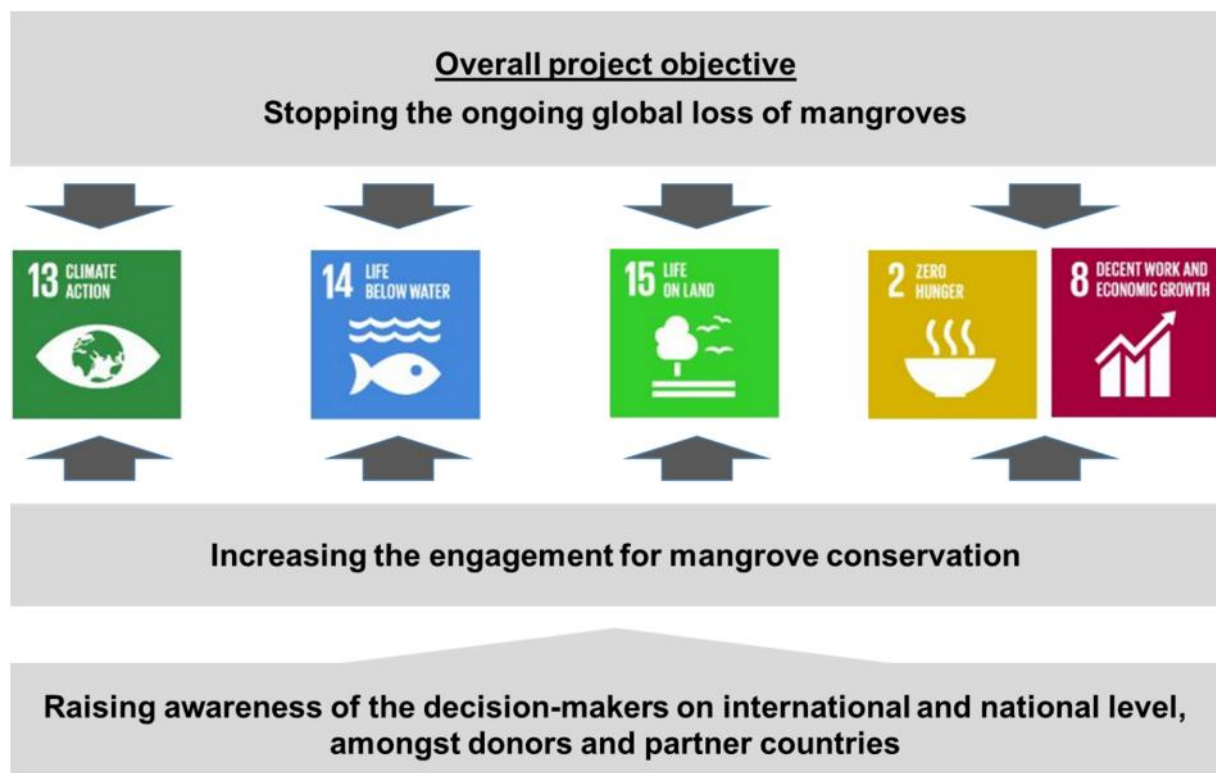 Overall project objective
Stopping the ongoing global loss of mangroves
13 CLIMATE
ACTION
14 LIFE
BELOW WATER
15 LIFE
ON LAND
2 ZERO
HUNGER
8 DECENT WORK AND
ECONOMIC GROWTH
Increasing the engagement for mangrove conservation
Raising awareness of the decision-makers on international and national level,
amongst donors and partner countries